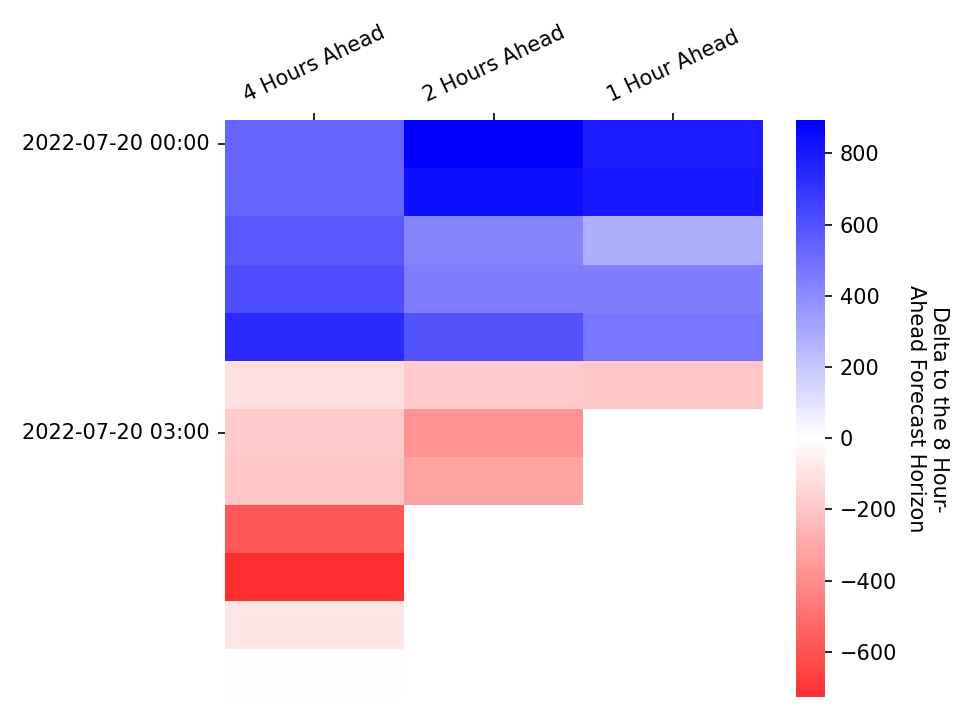 4 Hours Ahead
2 Hours Ahead
1 Hour Ahead
2022-07-20 00:00
2022-07-20 03:00
800
600
400
200
0
−200
−400
−600
Delta to the 8 Hour-
Ahead Forecast Horizon